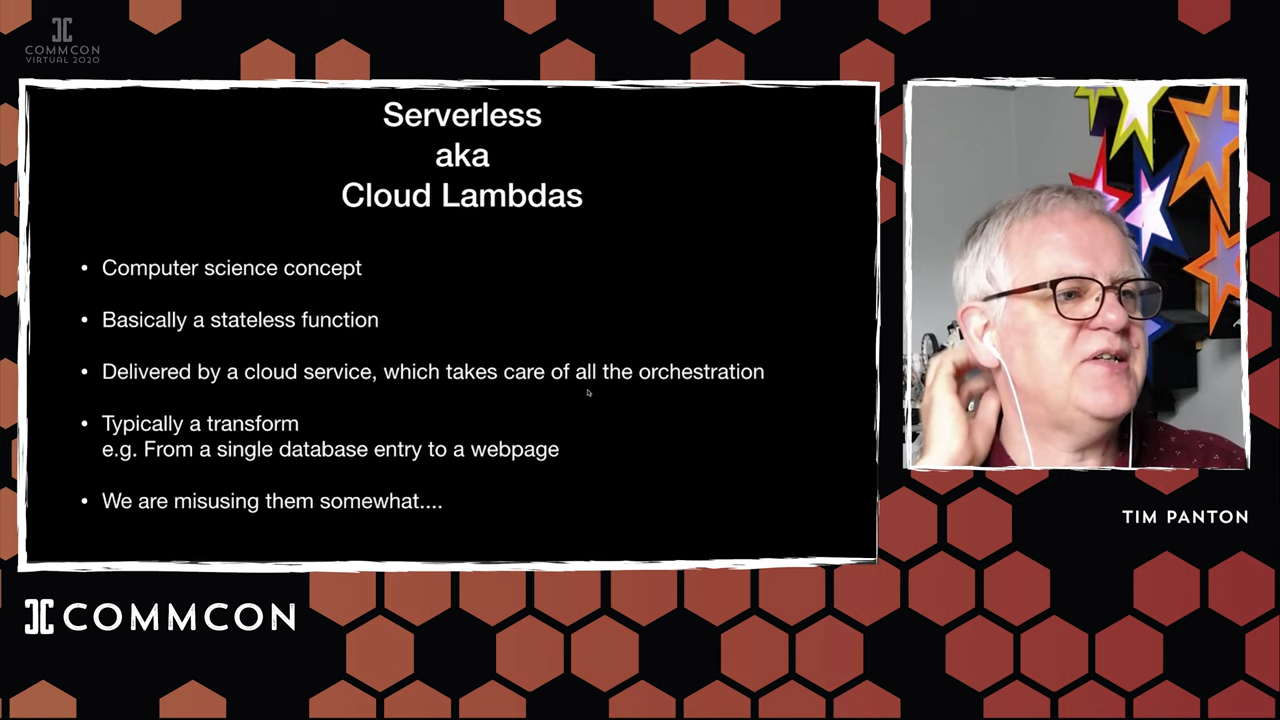 COMMCON
VIRTUAL 2020
Serverless
aka
Cloud Lambdas
• Computer science concept
• Basically a stateless function
• Delivered by a cloud service, which takes care of all the orchestration
• Typically a transform
e.g. From a single database entry to a webpage
• We are misusing them somewhat....
TIM PANTON
COMMCON